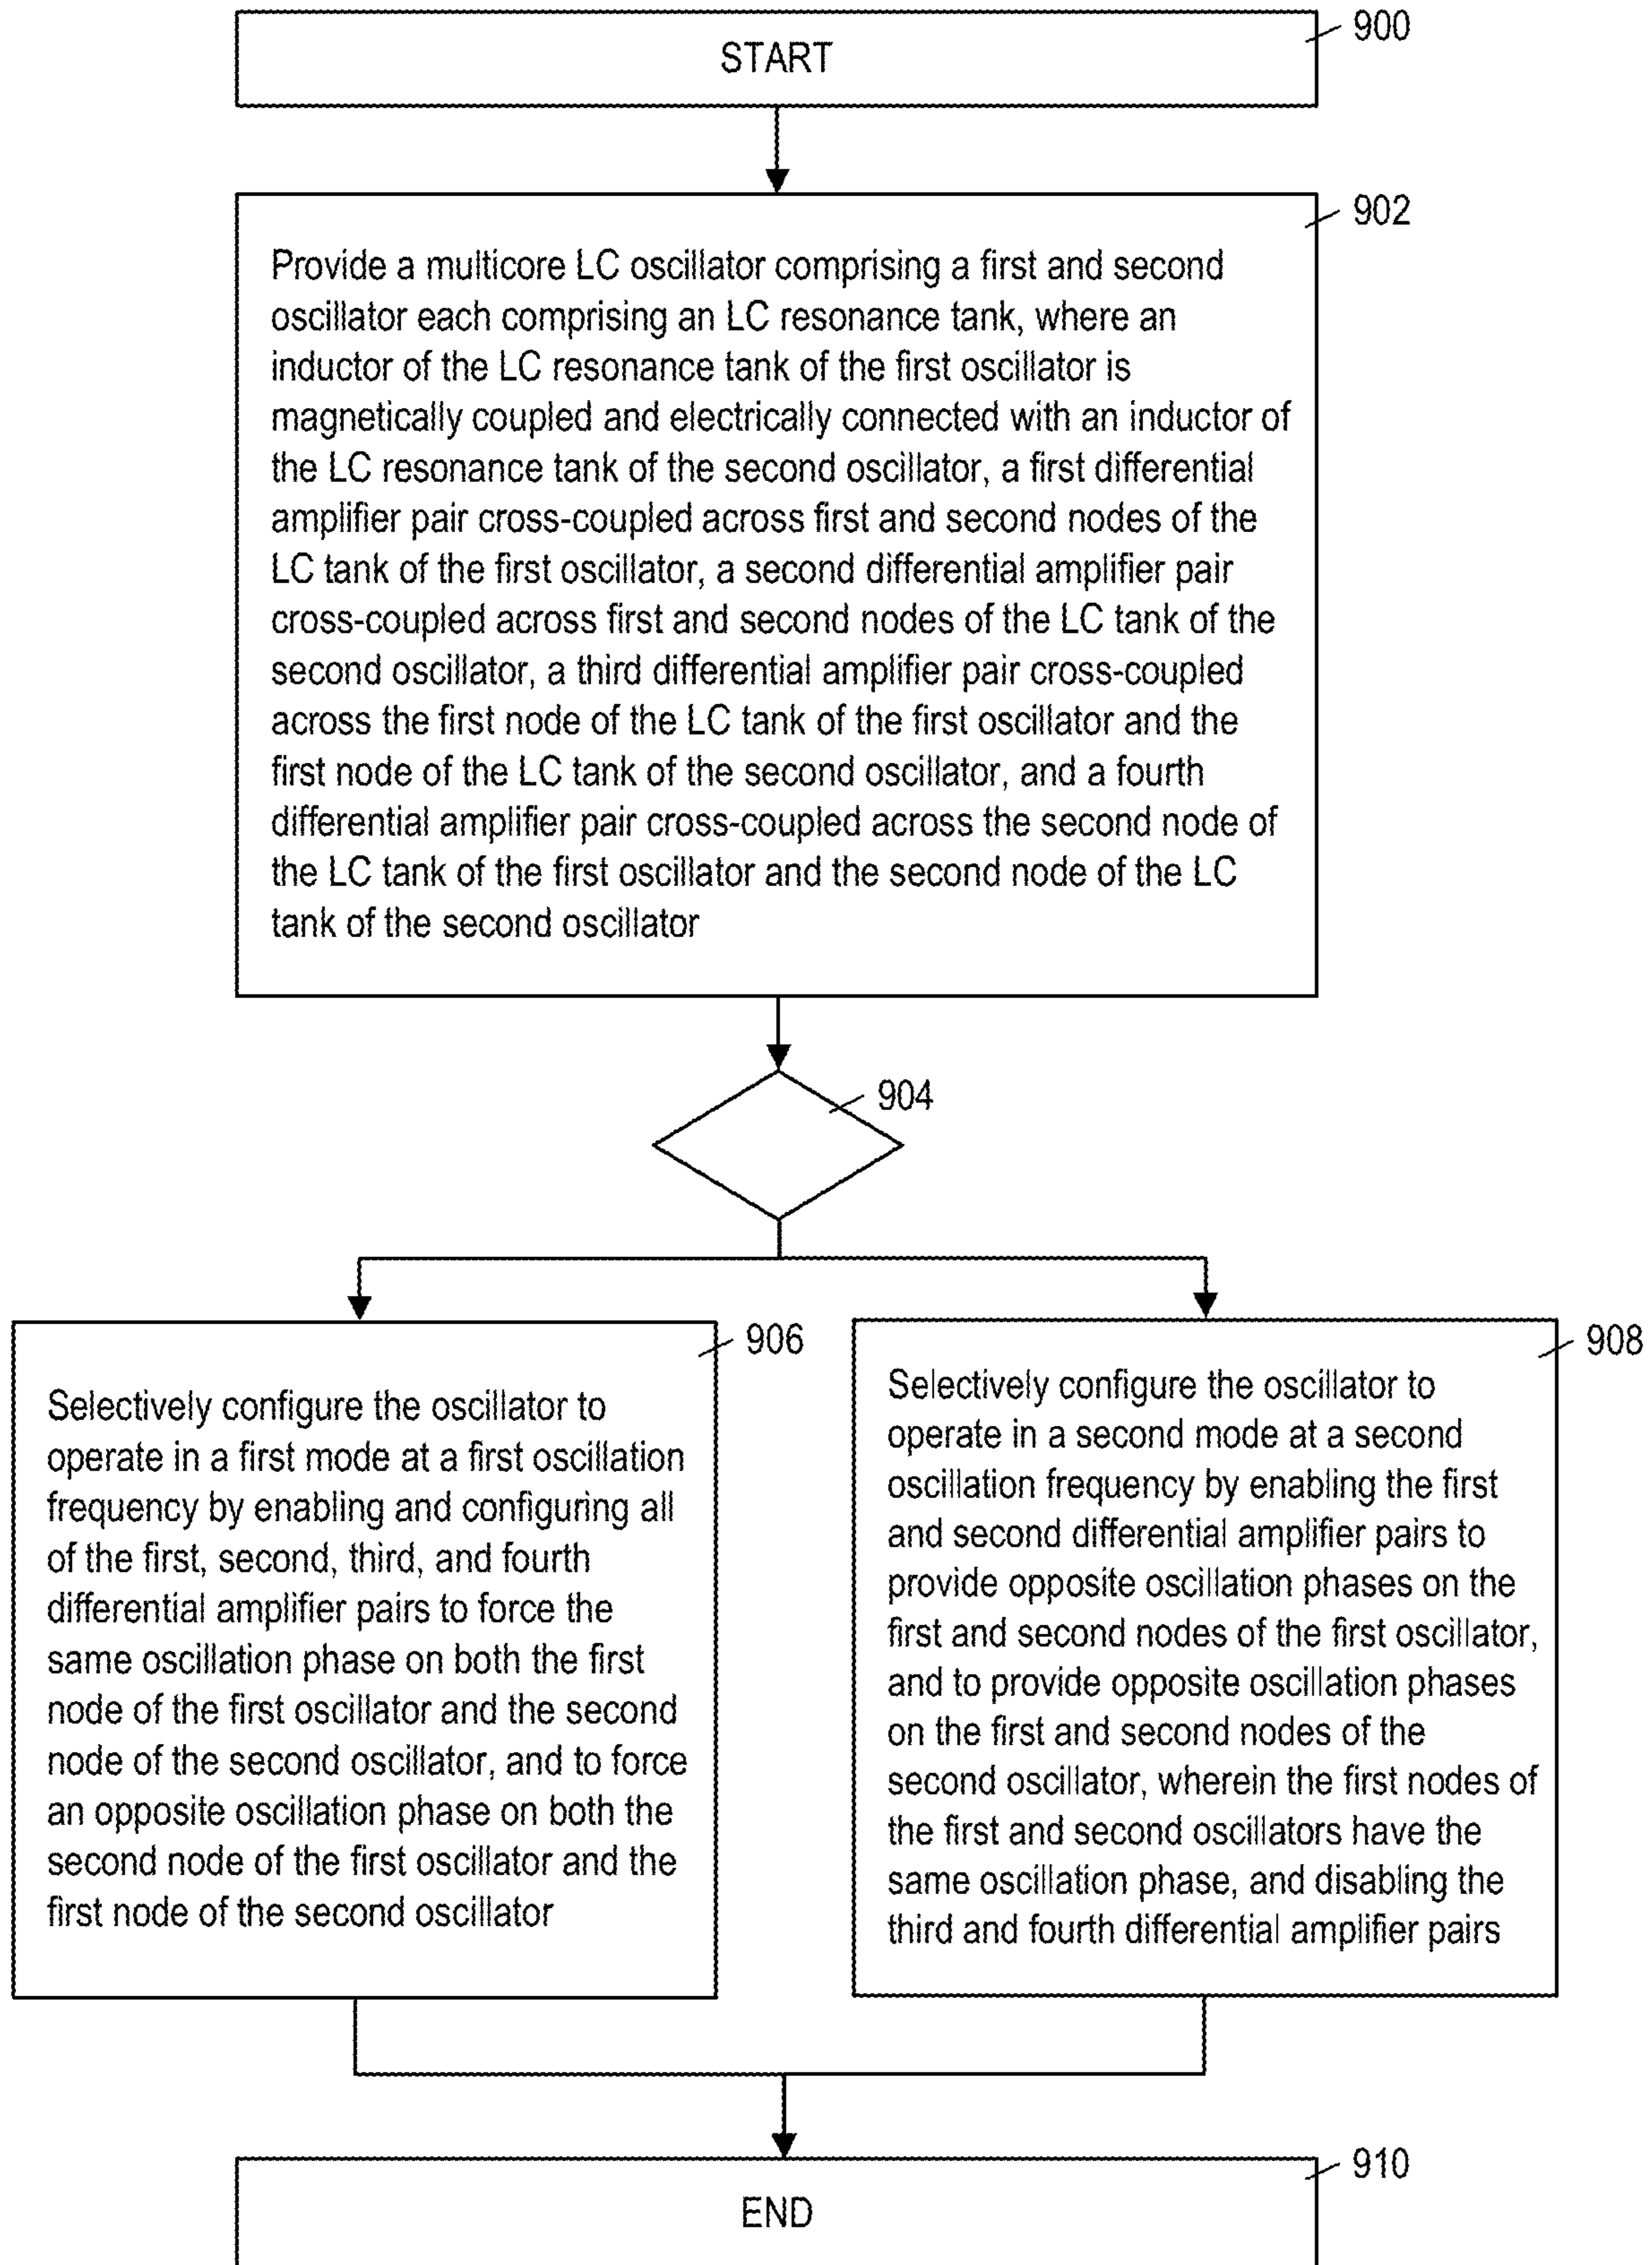 START
900
902
Provide a multicore LC oscillator comprising a first and second
oscillator each comprising an LC resonance tank, where an
inductor of the LC resonance tank of the first oscillator is
magnetically coupled and electrically connected with an inductor of
the LC resonance tank of the second oscillator, a first differential
amplifier pair cross-coupled across first and second nodes of the
LC tank of the first oscillator, a second differential amplifier pair
cross-coupled across first and second nodes of the LC tank of the
second oscillator, a third differential amplifier pair cross-coupled
across the first node of the LC tank of the first oscillator and the
first node of the LC tank of the second oscillator, and a fourth
differential amplifier pair cross-coupled across the second node of
the LC tank of the first oscillator and the second node of the LC
tank of the second oscillator
904
906
Selectively configure the oscillator to
operate in a first mode at a first oscillation
frequency by enabling and configuring all
of the first, second, third, and fourth
differential amplifier pairs to force the
same oscillation phase on both the first
node of the first oscillator and the second
node of the second oscillator, and to force
an opposite oscillation phase on both the
second node of the first oscillator and the
first node of the second oscillator
908
Selectively configure the oscillator to
operate in a second mode at a second
oscillation frequency by enabling the first
and second differential amplifier pairs to
provide opposite oscillation phases on the
first and second nodes of the first oscillator,
and to provide opposite oscillation phases
on the first and second nodes of the
second oscillator, wherein the first nodes of
the first and second oscillators have the
same oscillation phase, and disabling the
third and fourth differential amplifier pairs
910
END